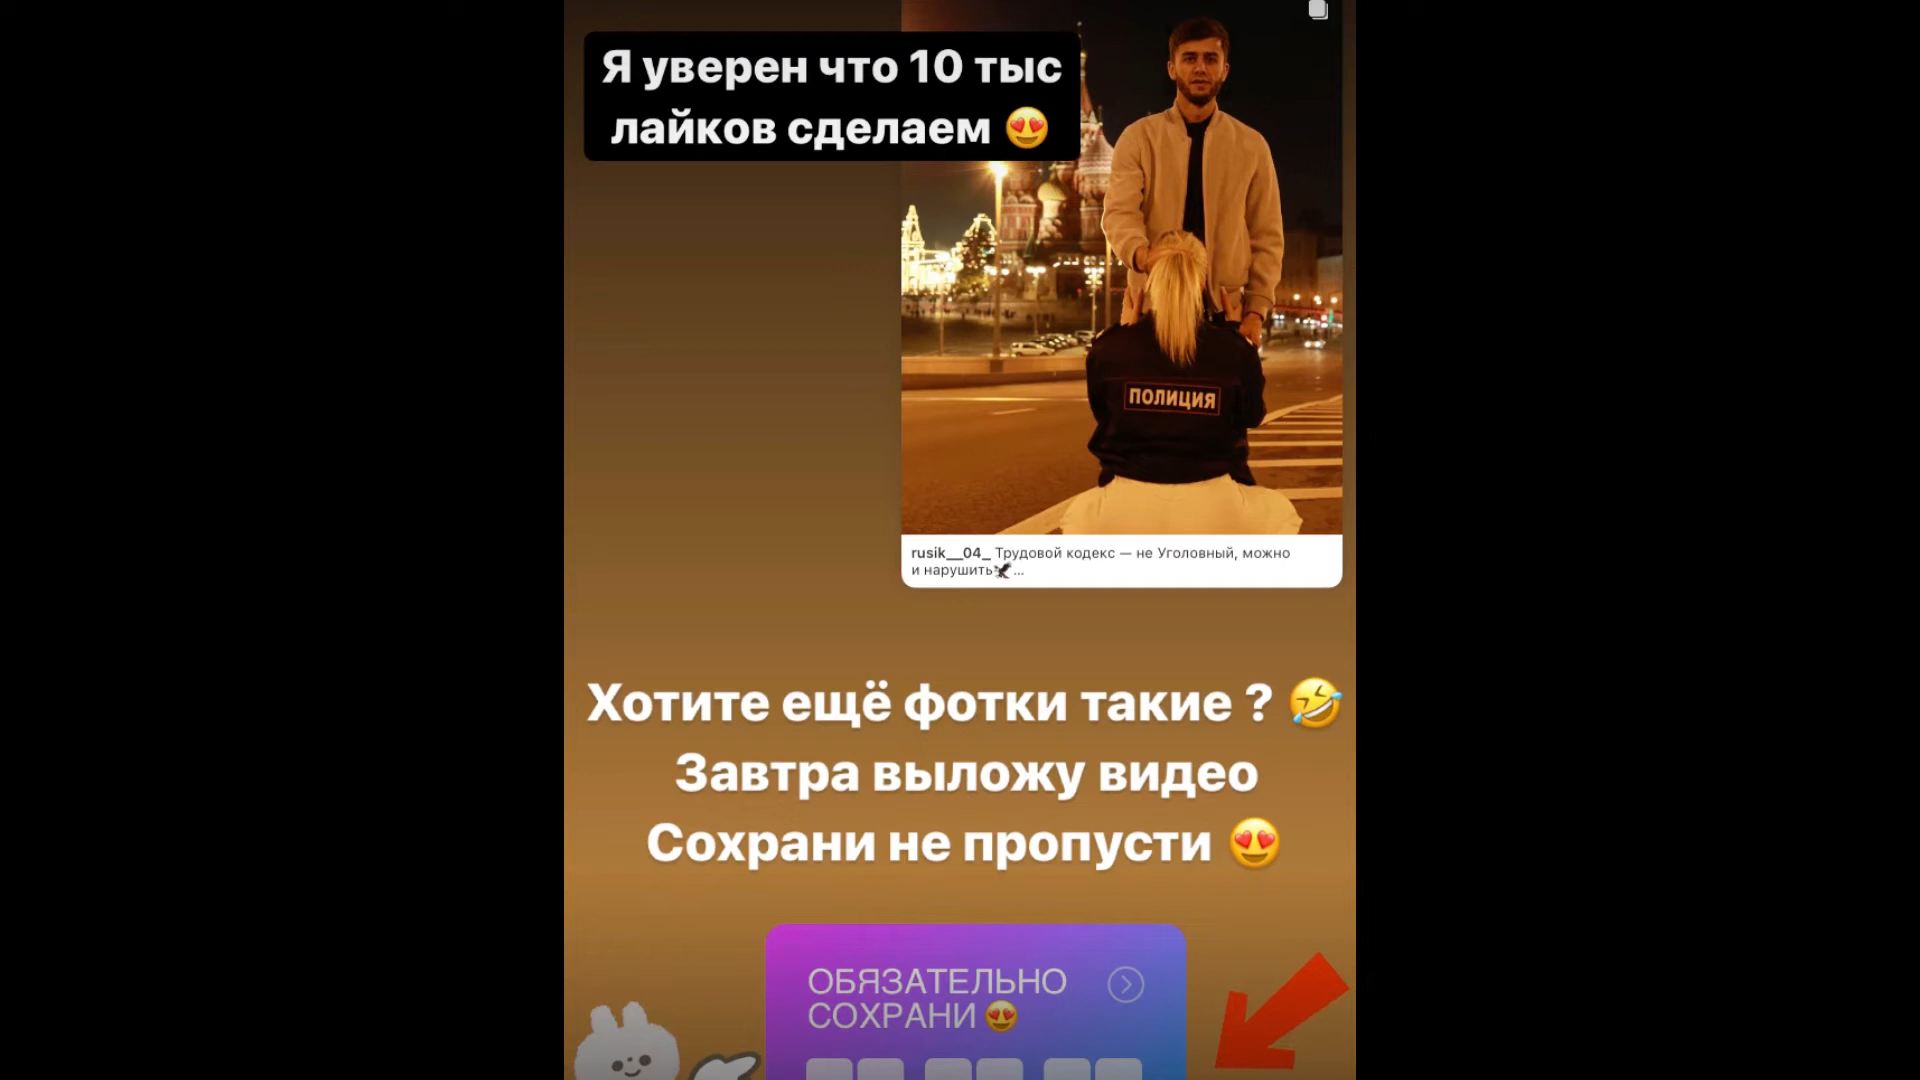 Я уверен что 10 тыс
лайков сделаем 😍
ПОЛИЦИЯ
rusik__04_ Трудовой кодекс — не Уголовный, можно
и нарушить🦅...
Хотите ещё фотки такие ? 🤣
Завтра выложу видео
Сохрани не пропусти 😍
ОБЯЗАТЕЛЬНО
СОХРАНИ 😍